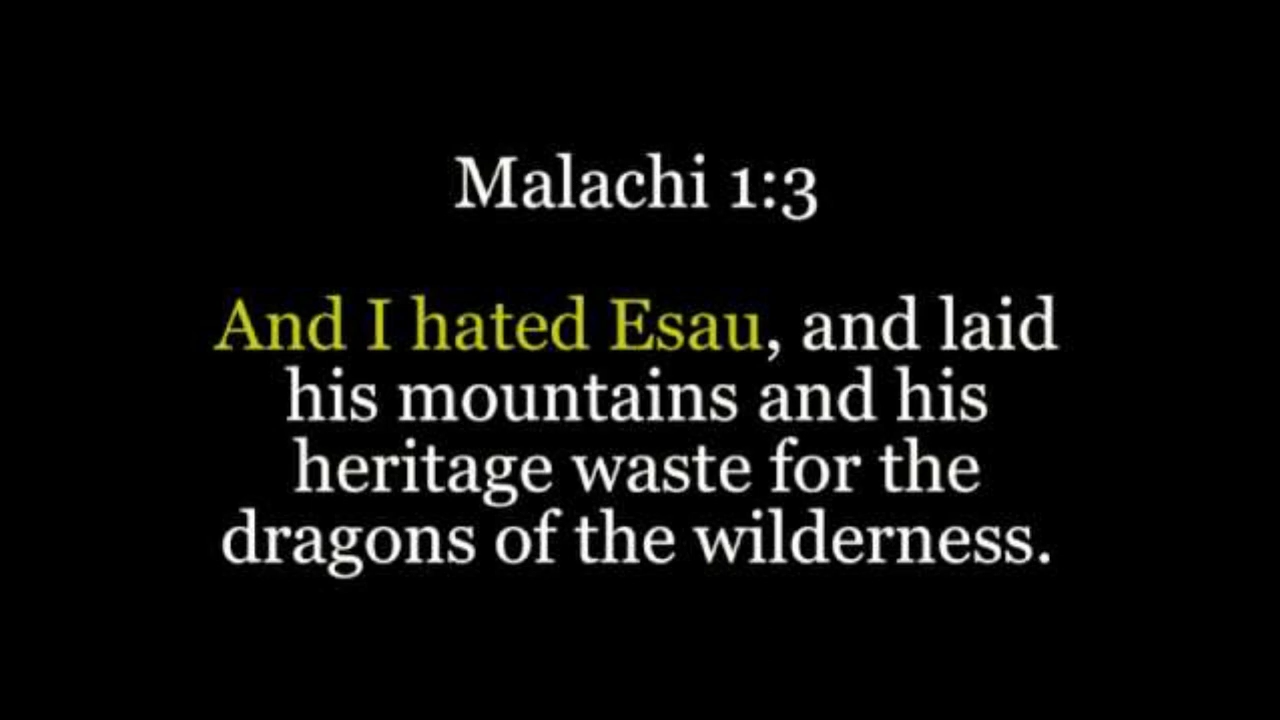 Malachi 1:3
And I hated Esau, and laid
his mountains and his
heritage waste for the
dragons of the wilderness.